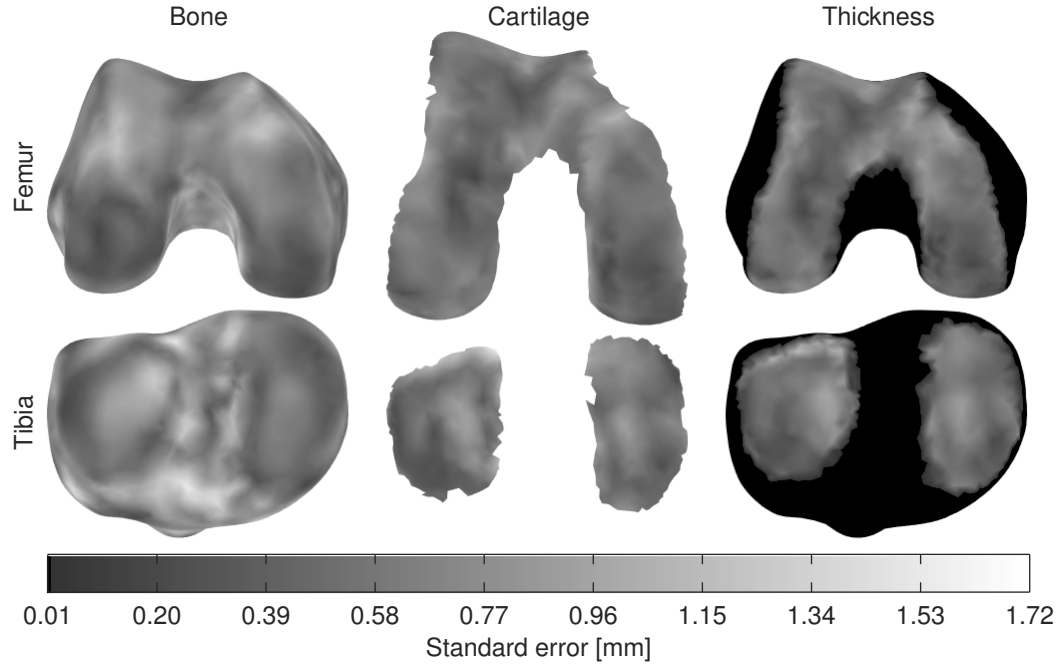 Bone Cartilage Thickness
Femur
Tibia
0.01 0.20 0.39 0.58 0.77 0.96 1.15 1.34 1.53 1.72
Standard error [mm]